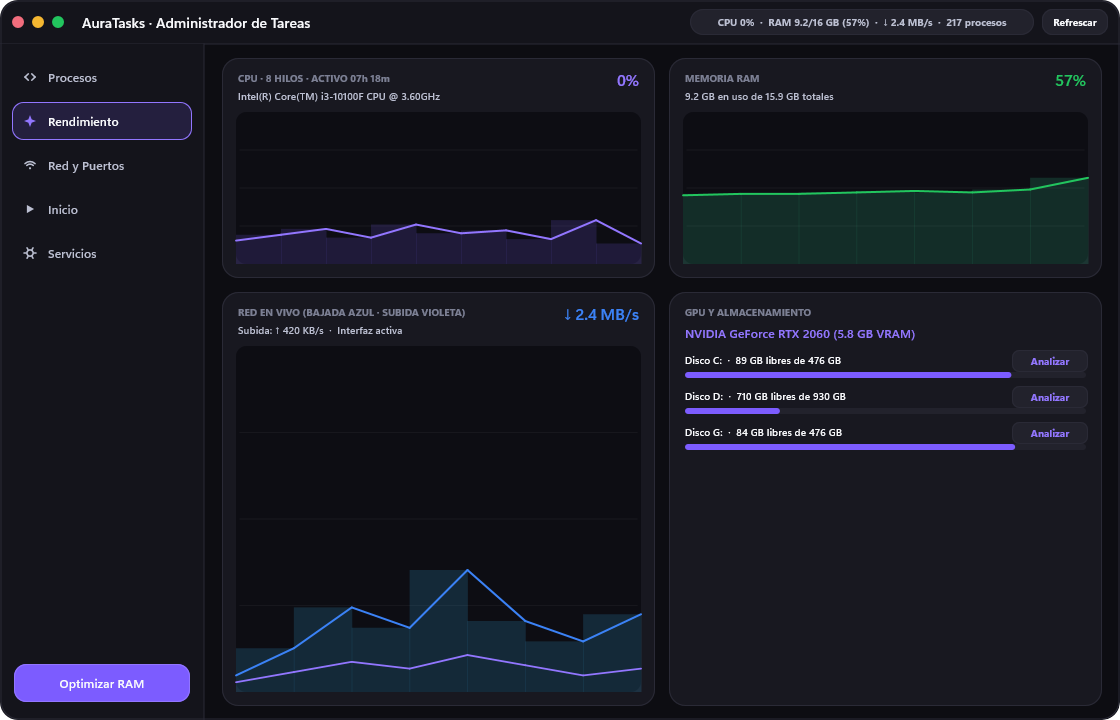 AuraTasks · Administrador de Tareas
CPU 0% · RAM 9.2/16 GB (57%) · ↓ 2.4 MB/s · 217 procesos
Refrescar
Procesos
Rendimiento
Red y Puertos
Inicio
Servicios
Optimizar RAM
CPU · 8 HILOS · ACTIVO 07h 18m
0%
Intel(R) Core(TM) i3-10100F CPU @ 3.60GHz
MEMORIA RAM
57%
9.2 GB en uso de 15.9 GB totales
RED EN VIVO (BAJADA AZUL · SUBIDA VIOLETA)
↓ 2.4 MB/s
Subida: ↑ 420 KB/s · Interfaz activa
GPU Y ALMACENAMIENTO
NVIDIA GeForce RTX 2060 (5.8 GB VRAM)
Disco C: · 89 GB libres de 476 GB
Analizar
Disco D: · 710 GB libres de 930 GB
Analizar
Disco G: · 84 GB libres de 476 GB
Analizar